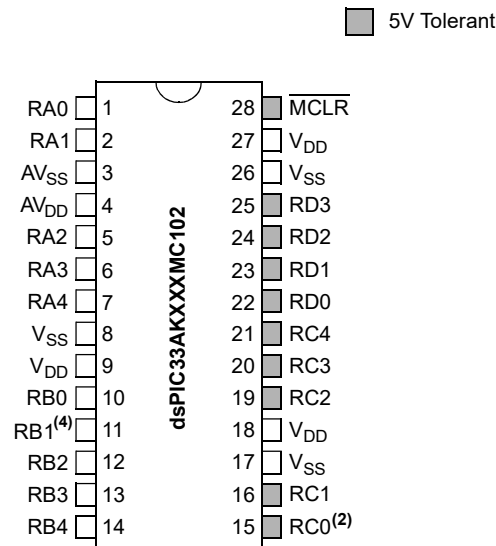 5V Tolerant
RA0 1 28 MCLR
RA1 2 27 VDD
AVSS 3 26 VSS
AVDD 4 25 RD3
RA2 5 24 RD2
RA3 6 23 RD1
RA4 7 22 RD0
VSS 8 21 RC4
VDD 9 20 RC3
RB0 10 19 RC2
RB1(4) 11 18 VDD
RB2 12 17 VSS
RB3 13 16 RC1
RB4 14 15 RC0(2)
dsPIC33AKXXXMC102